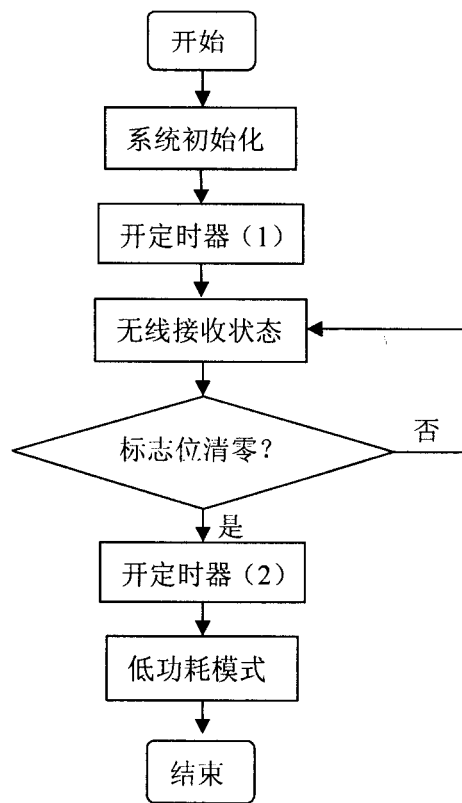 开始
系统初始化
开定时器（1）
无线接收状态
标志位清零？
否
是
开定时器（2）
低功耗模式
结束